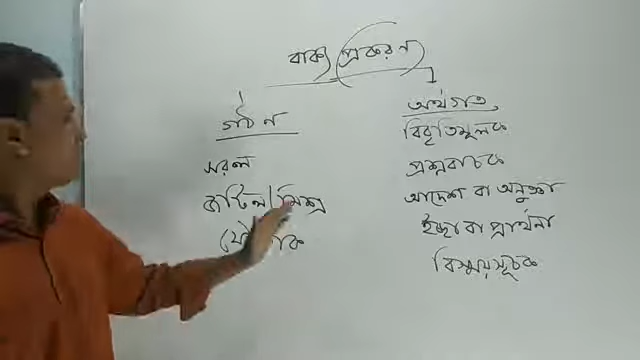 বাক্য প্রকরণ
গঠন
সরল
জটিল/মিশ্র
অর্থগত,
বিবৃতিমূলক
প্রশ্নবাচক
আদেশ বা অনুজ্ঞা
ইচ্ছা বা প্রার্থনা
বিস্ময়সূচক